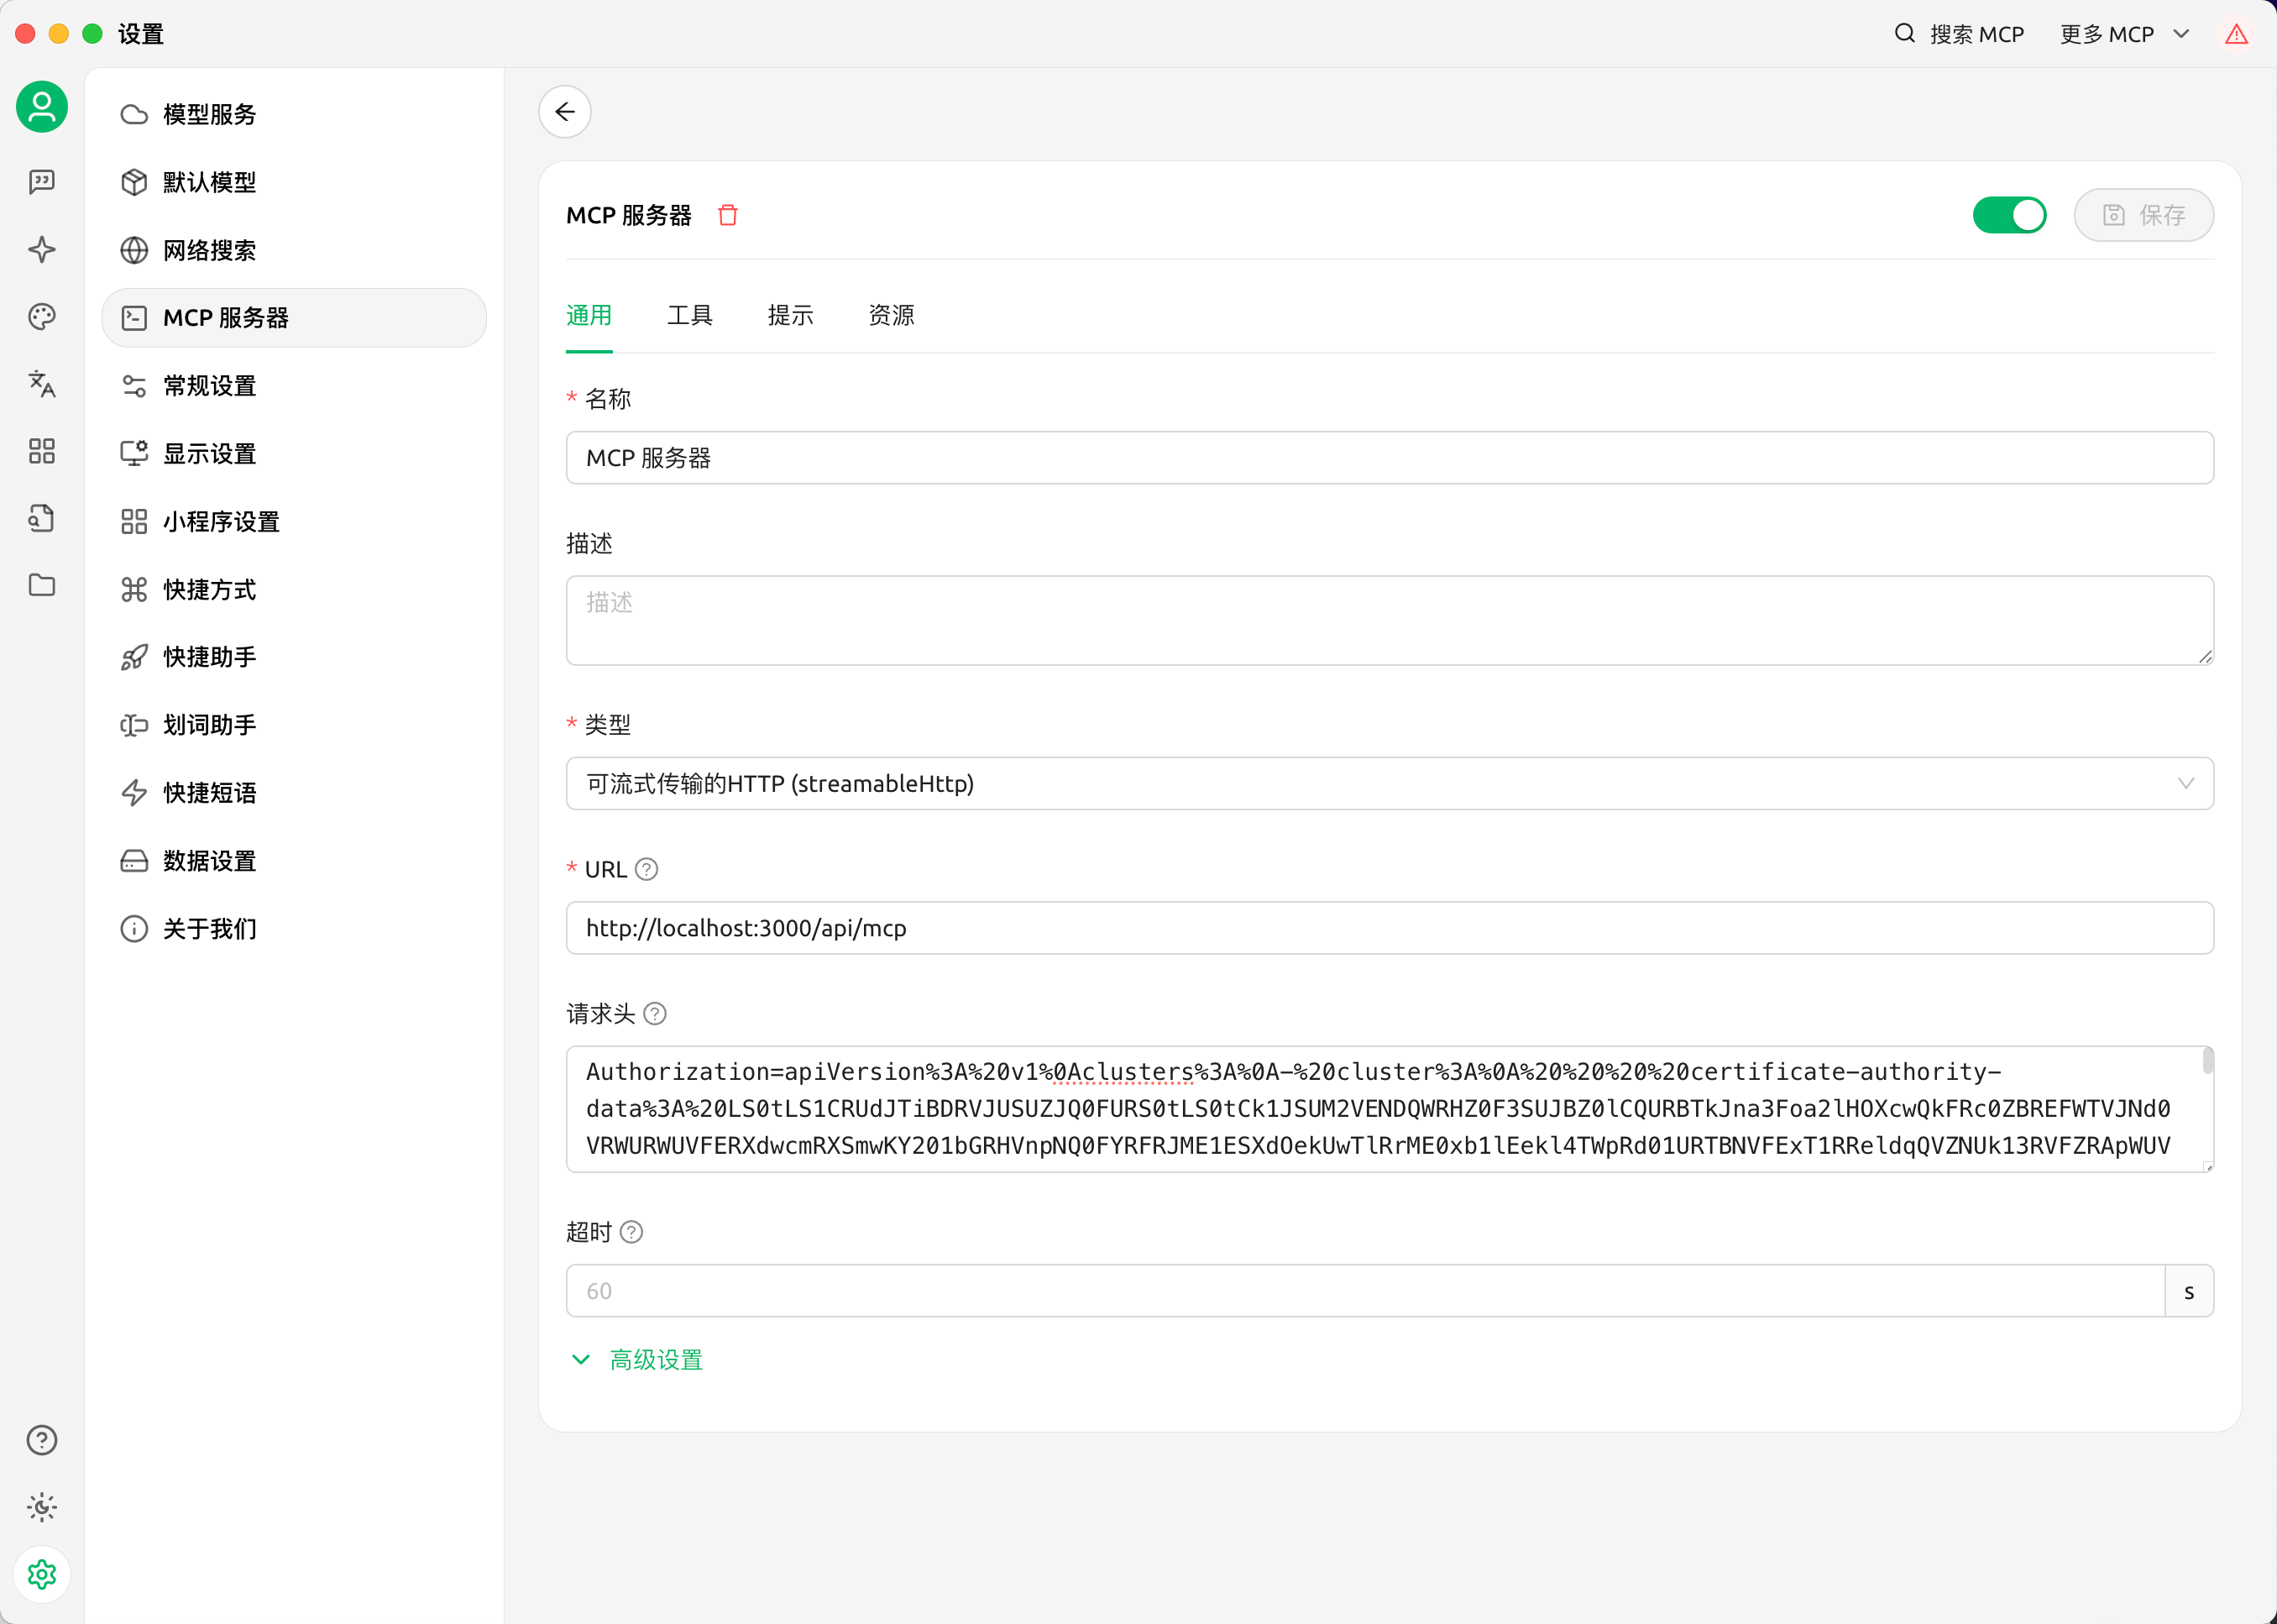 设置
搜索 MCP
更多 MCP
模型服务
默认模型
网络搜索
MCP 服务器
常规设置
显示设置
小程序设置
快捷方式
快捷助手
划词助手
快捷短语
数据设置
关于我们
MCP 服务器
保存
通用
工具
提示
资源
* 名称
MCP 服务器
描述
描述
* 类型
可流式传输的HTTP (streamableHttp)
* URL
http://localhost:3000/api/mcp
请求头
Authorization=apiVersion%3A%20v1%0Aclusters%3A%0A-%20cluster%3A%0A%20%20%20%20certificate-authority-
data%3A%20LS0tLS1CRUdJTiBDRVJUSUZJQ0FURS0tLS0tCk1JSUM2VENDQWRHZ0F3SUJBZ0lCQURBTkJna3Foa2lHOXcwQkFRc0ZBREFWTVJNd0
VRWURWUVFERXdwcmRXSmwKY201bGRHVnpNQ0FYRFRJME1ESXdOekUwTlRrME0xb1lEekl4TWpRd01URTBNVFExT1RReldqQVZNUk13RVFZRApWUV
超时
60
s
高级设置